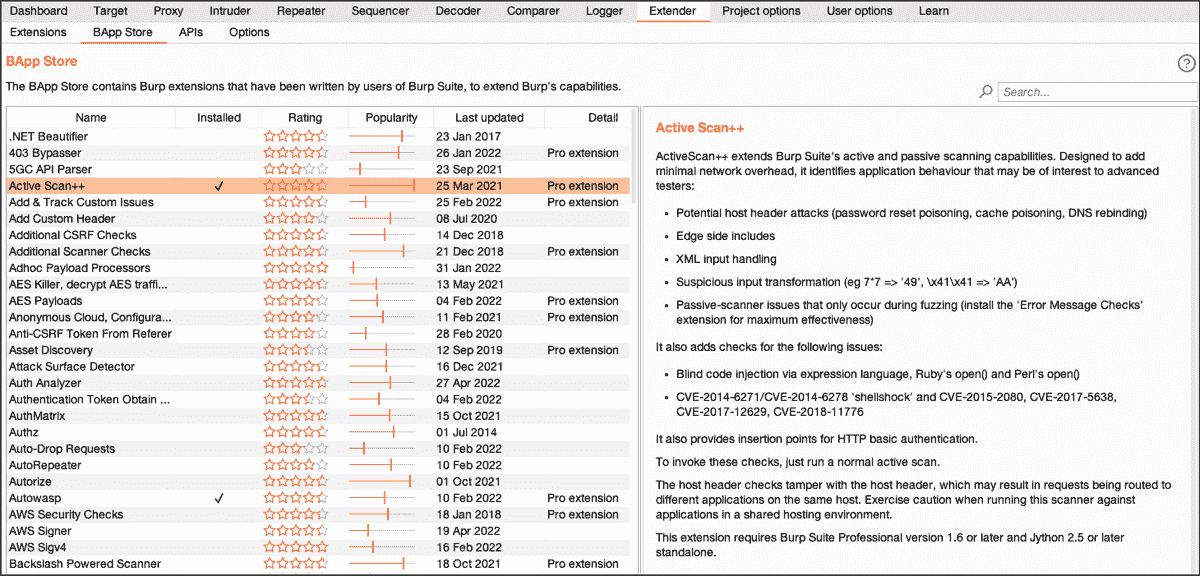 Dashboard Target Proxy Intruder Repeater Sequencer Decoder Comparer Logger Extender Project options User options Learn
Extensions BApp Store APIs Options
BApp Store
?
The BApp Store contains Burp extensions that have been written by users of Burp Suite, to extend Burp's capabilities.
Search...
Name Installed Rating Popularity Last updated Detail
.NET Beautifier 23 Jan 2017
403 Bypasser 26 Jan 2022 Pro extension
5GC API Parser 23 Sep 2021
Active Scan++ ✓ 25 Mar 2021 Pro extension
Add & Track Custom Issues 25 Feb 2022 Pro extension
Add Custom Header 08 Jul 2020
Additional CSRF Checks 14 Dec 2018
Additional Scanner Checks 21 Dec 2018 Pro extension
Adhoc Payload Processors 31 Jan 2022
AES Killer, decrypt AES traffi... 13 May 2021
AES Payloads 04 Feb 2022 Pro extension
Anonymous Cloud, Configura... 11 Feb 2021 Pro extension
Anti-CSRF Token From Referer 28 Feb 2020
Asset Discovery 12 Sep 2019 Pro extension
Attack Surface Detector 16 Dec 2021
Auth Analyzer 27 Apr 2022
Authentication Token Obtain ... 04 Feb 2022
AuthMatrix 15 Oct 2021
Authz 01 Jul 2014
Auto-Drop Requests 10 Feb 2022
AutoRepeater 10 Feb 2022
Autorize 01 Oct 2021
Autowasp ✓ 10 Feb 2022 Pro extension
AWS Security Checks 18 Jan 2018 Pro extension
AWS Signer 19 Apr 2022
AWS Sigv4 16 Feb 2022
Backslash Powered Scanner 18 Oct 2021 Pro extension
Active Scan++
ActiveScan++ extends Burp Suite's active and passive scanning capabilities. Designed to add
minimal network overhead, it identifies application behaviour that may be of interest to advanced
testers:
• Potential host header attacks (password reset poisoning, cache poisoning, DNS rebinding)
• Edge side includes
• XML input handling
• Suspicious input transformation (eg 7*7 => '49', \x41\x41 => 'AA')
• Passive-scanner issues that only occur during fuzzing (install the 'Error Message Checks'
extension for maximum effectiveness)
It also adds checks for the following issues:
• Blind code injection via expression language, Ruby's open() and Perl's open()
• CVE-2014-6271/CVE-2014-6278 'shellshock' and CVE-2015-2080, CVE-2017-5638,
CVE-2017-12629, CVE-2018-11776
It also provides insertion points for HTTP basic authentication.
To invoke these checks, just run a normal active scan.
The host header checks tamper with the host header, which may result in requests being routed to
different applications on the same host. Exercise caution when running this scanner against
applications in a shared hosting environment.
This extension requires Burp Suite Professional version 1.6 or later and Jython 2.5 or later
standalone.